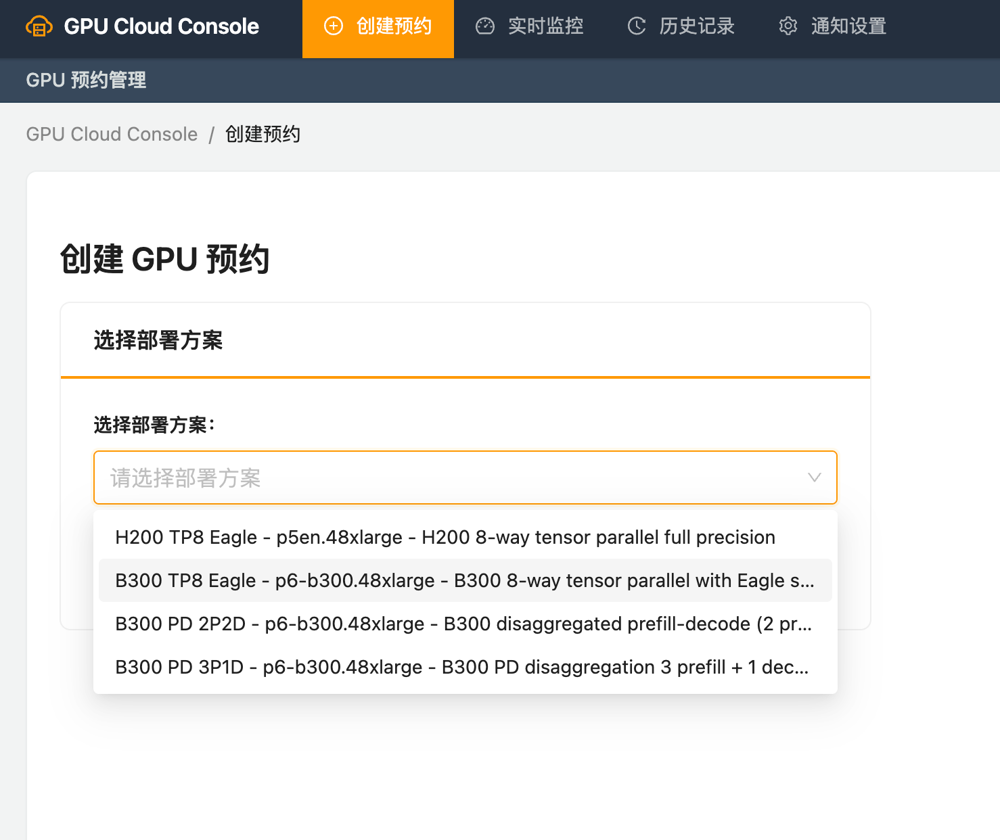 GPU Cloud Console 创建预约 实时监控 历史记录 通知设置
GPU 预约管理
GPU Cloud Console / 创建预约
创建 GPU 预约
选择部署方案
选择部署方案：
请选择部署方案
H200 TP8 Eagle - p5en.48xlarge - H200 8-way tensor parallel full precision
B300 TP8 Eagle - p6-b300.48xlarge - B300 8-way tensor parallel with Eagle s...
B300 PD 2P2D - p6-b300.48xlarge - B300 disaggregated prefill-decode (2 pr...
B300 PD 3P1D - p6-b300.48xlarge - B300 PD disaggregation 3 prefill + 1 dec...